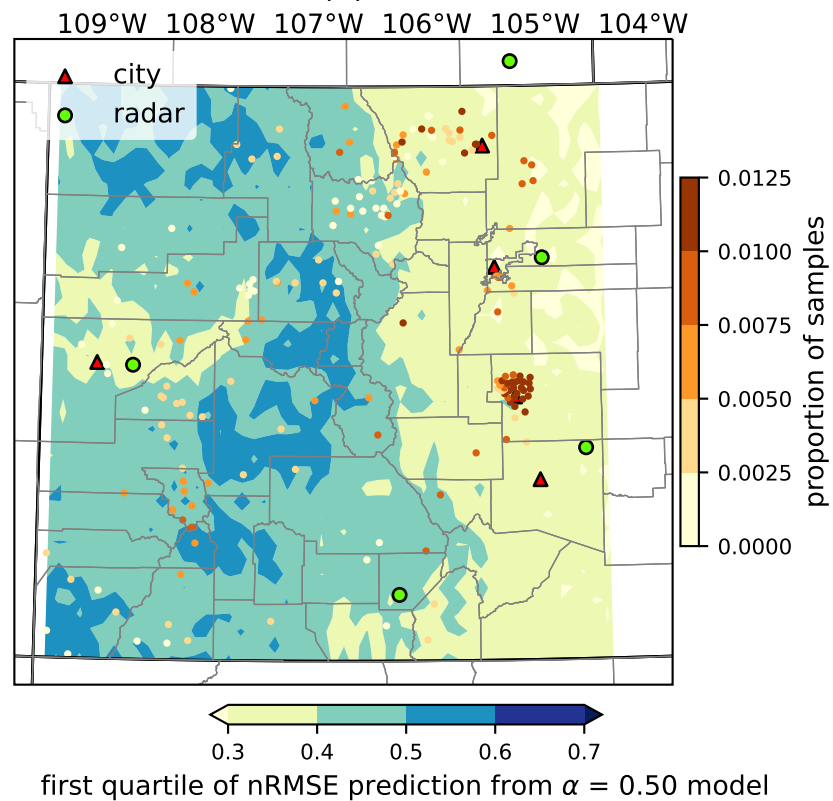 109°W 108°W 107°W 106°W 105°W 104°W
city
radar
0.0125
0.0100
0.0075
0.0050
0.0025
0.0000
proportion of samples
0.3 0.4 0.5 0.6 0.7
first quartile of nRMSE prediction from α = 0.50 model